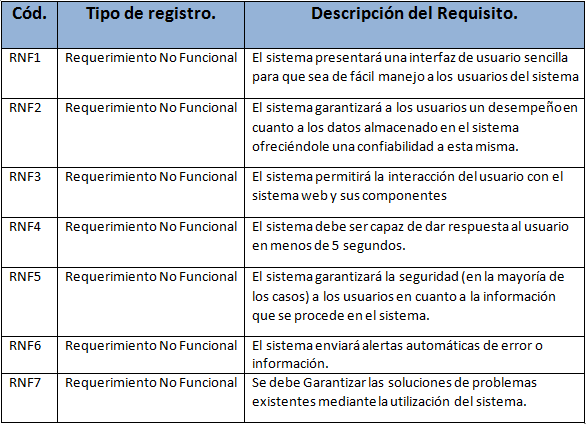 Cód. Tipo de registro. Descripción del Requisito.
RNF1 Requerimiento No Funcional El sistema presentará una interfaz de usuario sencilla
para que sea de fácil manejo a los usuarios del sistema
RNF2 Requerimiento No Funcional El sistema garantizará a los usuarios un desempeño en
cuanto a los datos almacenado en el sistema
ofreciéndole una confiabilidad a esta misma.
RNF3 Requerimiento No Funcional El sistema permitirá la interacción del usuario con el
sistema web y sus componentes
RNF4 Requerimiento No Funcional El sistema debe ser capaz de dar respuesta al usuario
en menos de 5 segundos.
RNF5 Requerimiento No Funcional El sistema garantizará la seguridad (en la mayoría de
los casos) a los usuarios en cuanto a la información
que se procede en el sistema.
RNF6 Requerimiento No Funcional El sistema enviará alertas automáticas de error o
información.
RNF7 Requerimiento No Funcional Se debe Garantizar las soluciones de problemas
existentes mediante la utilización del sistema.